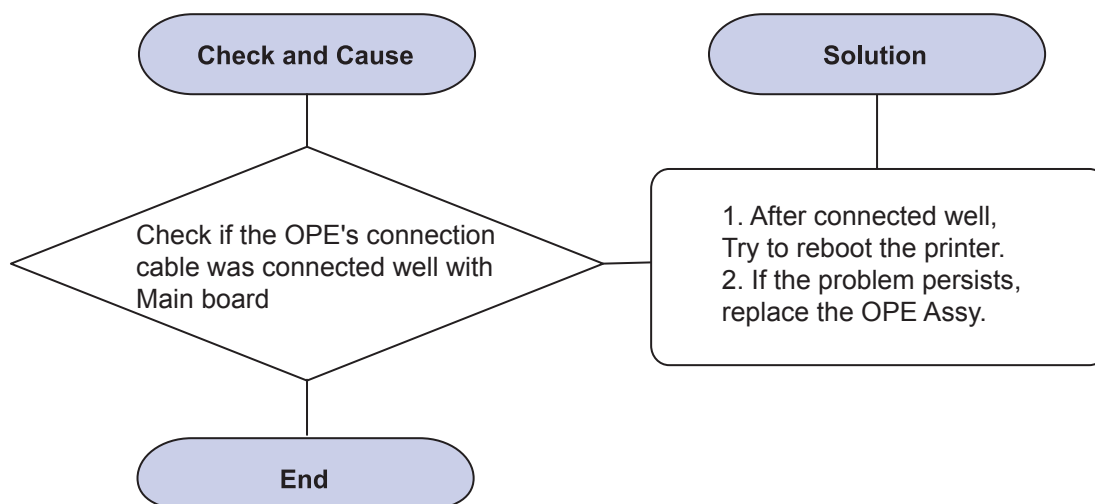 Check and Cause
Solution
Check if the OPE's connection
cable was connected well with
Main board
1. After connected well,
Try to reboot the printer.
2. If the problem persists,
replace the OPE Assy.
End